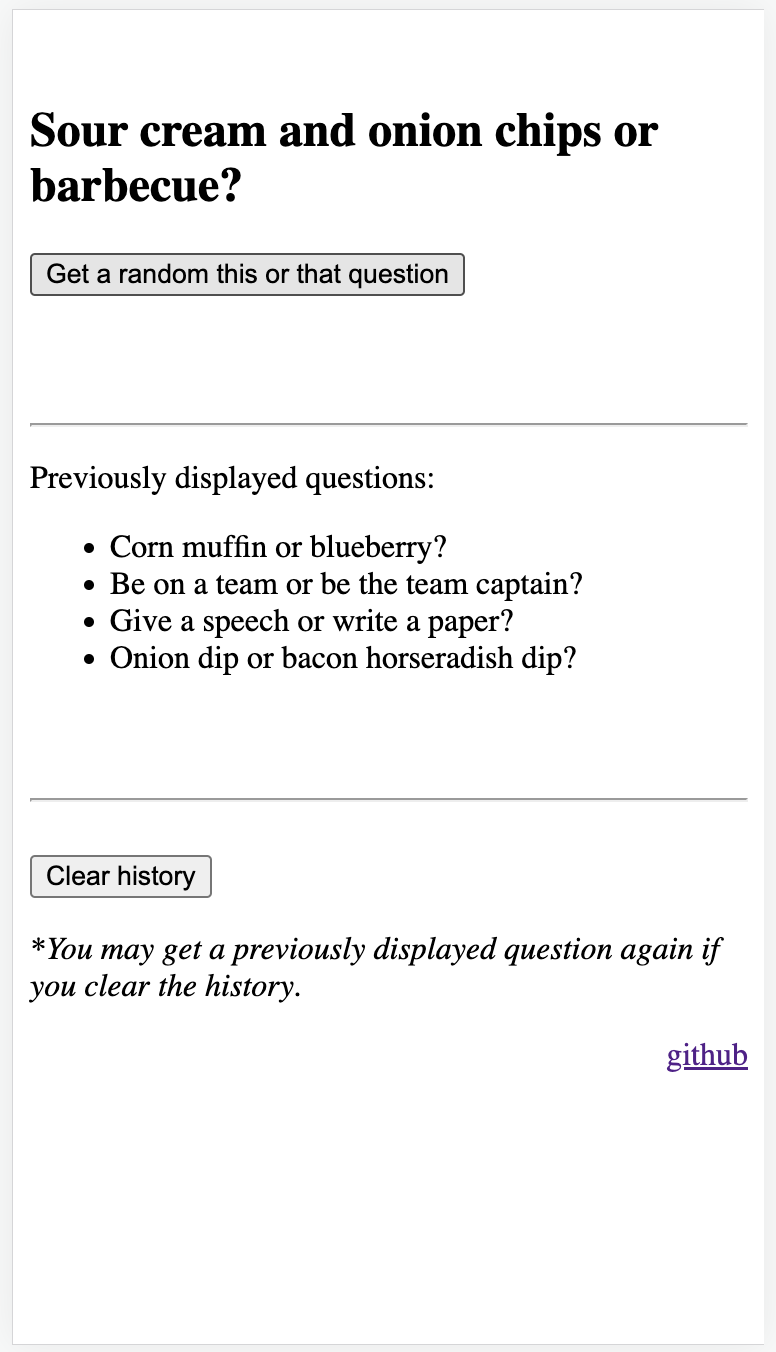 Sour cream and onion chips or
barbecue?
Get a random this or that question
Previously displayed questions:
• Corn muffin or blueberry?
• Be on a team or be the team captain?
• Give a speech or write a paper?
• Onion dip or bacon horseradish dip?
Clear history
*You may get a previously displayed question again if
you clear the history.
github